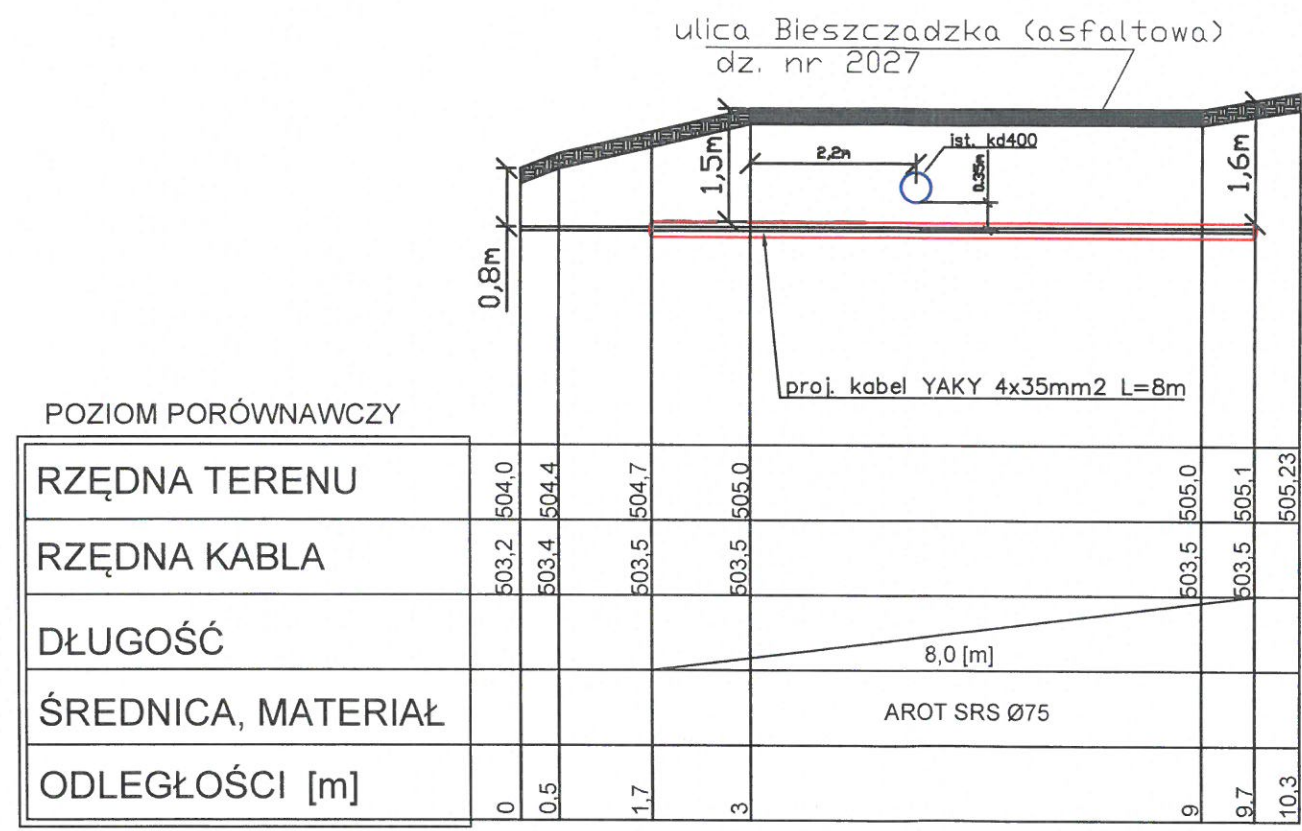 ulica Bieszczadzka (asfaltowa)
dz. nr 2027
ist. kd400
2,2m
0.35m
1,5m
1,6m
0,8m
proj. kabel YAKY 4x35mm2 L=8m
POZIOM PORÓWNAWCZY
RZĘDNA TERENU 504,0 504,4 504,7 505,0 505,0 505,1 505,23
RZĘDNA KABLA 503,2 503,4 503,5 503,5 503,5 503,5
DŁUGOŚĆ 8,0 [m]
ŚREDNICA, MATERIAŁ AROT SRS Ø75
ODLEGŁOŚCI [m] 0 0,5 1,7 3 9 9,7 10,3